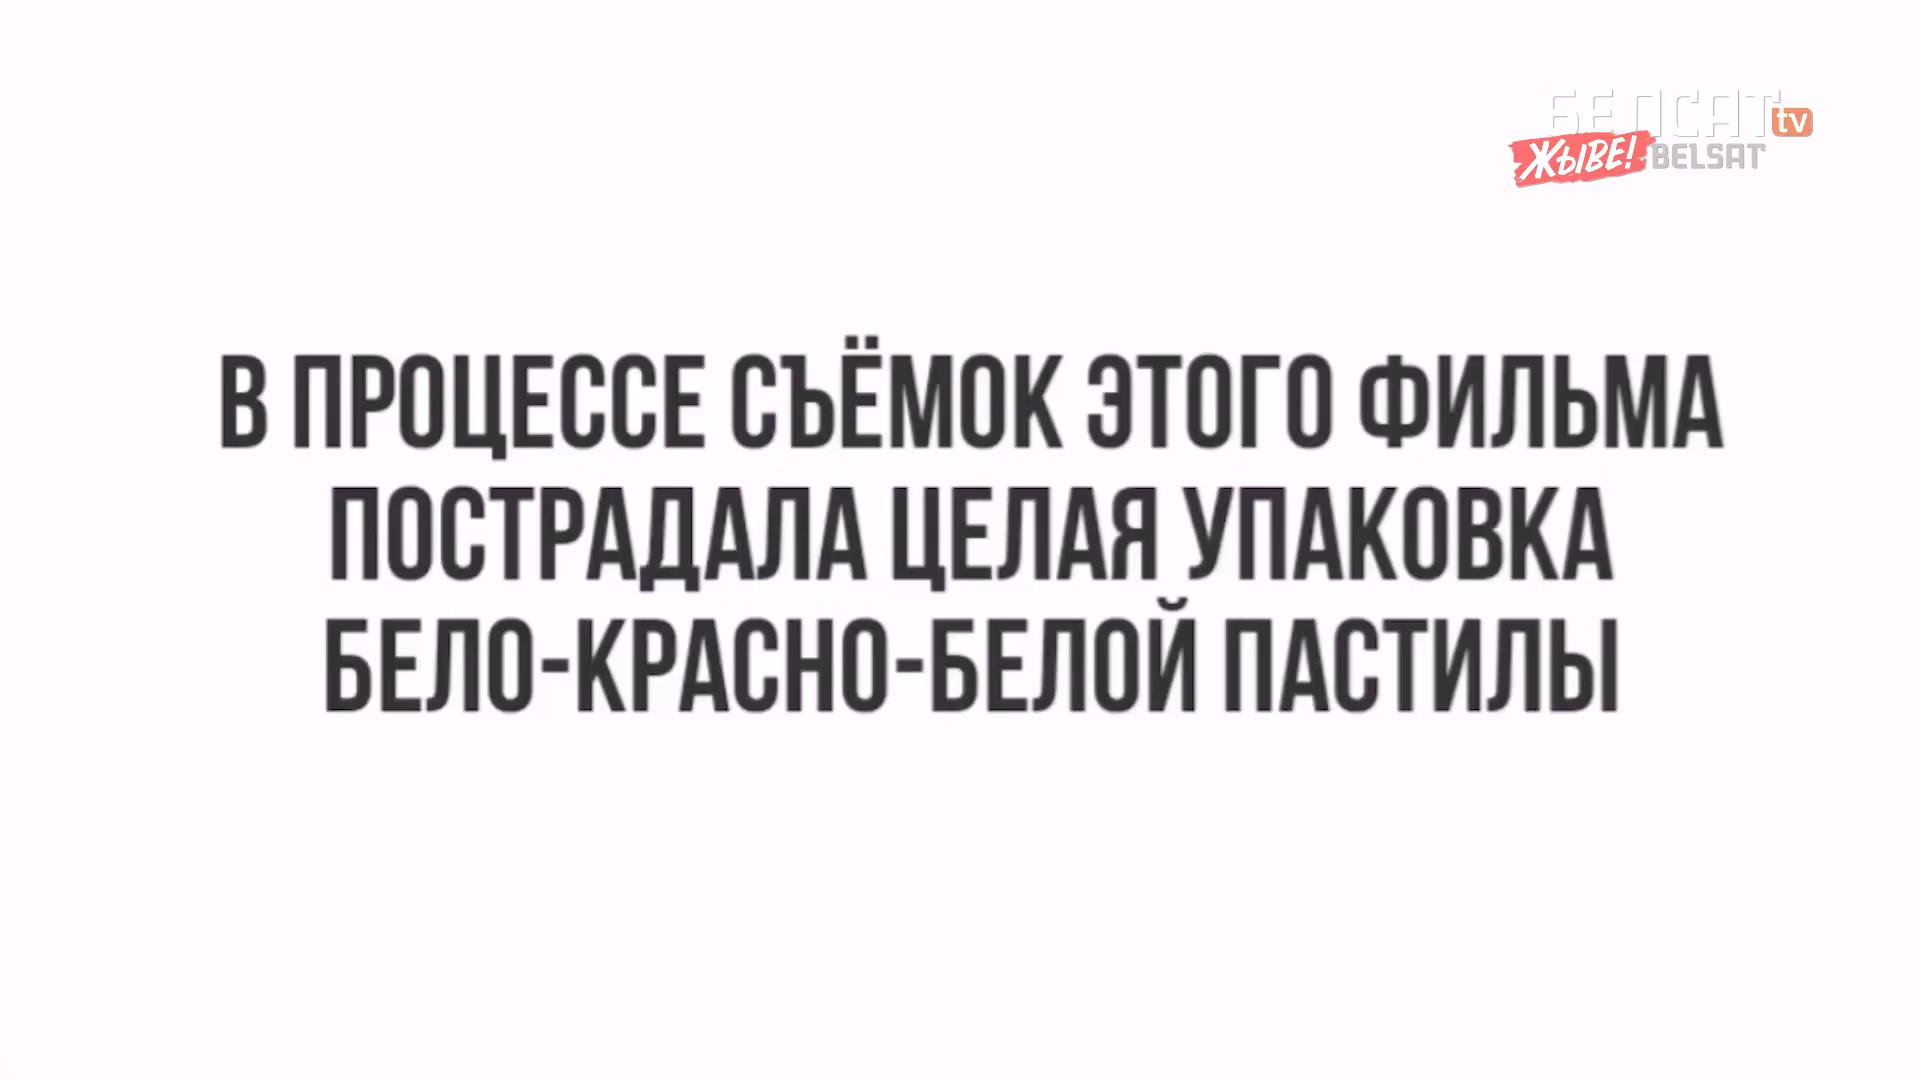 БЕЛСАТ tv
ЖЫВЕ! BELSAT
В ПРОЦЕССЕ СЪЁМОК ЭТОГО ФИЛЬМА
ПОСТРАДАЛА ЦЕЛАЯ УПАКОВКА
БЕЛО-КРАСНО-БЕЛОЙ ПАСТИЛЫ